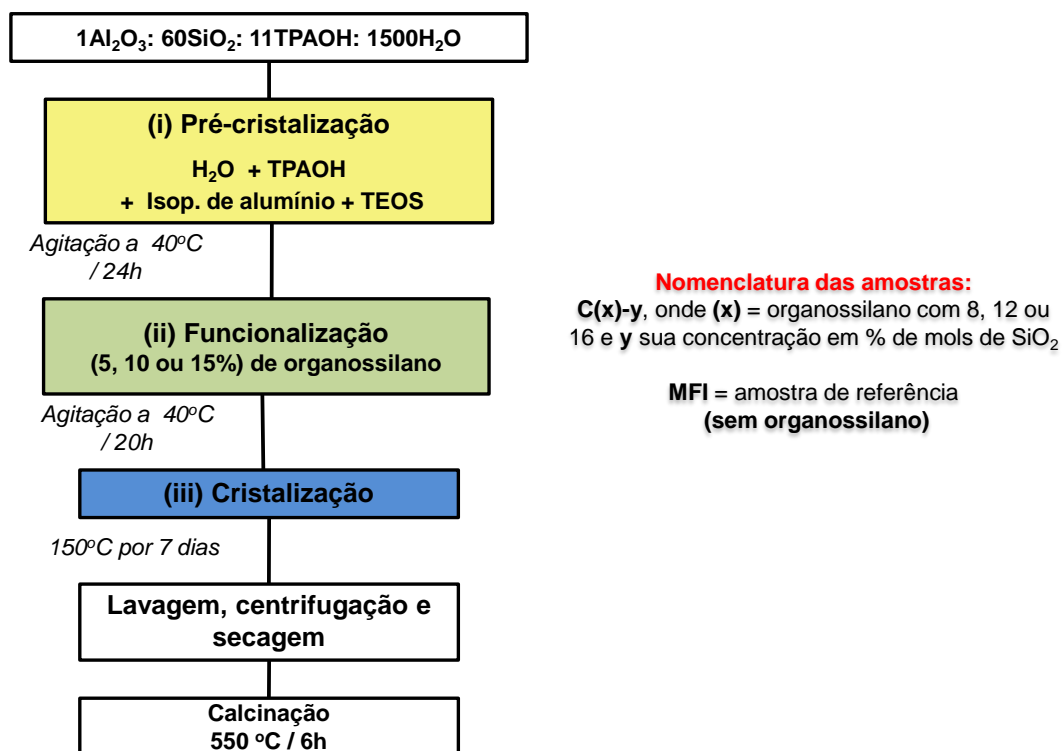 1Al₂O₃: 60SiO₂: 11TPAOH: 1500H₂O
(i) Pré-cristalização
H₂O + TPAOH
+ Isop. de alumínio + TEOS
Agitação a 40ºC
/ 24h
(ii) Funcionalização
(5, 10 ou 15%) de organossilano
Agitação a 40ºC
/ 20h
(iii) Cristalização
150ºC por 7 dias
Lavagem, centrifugação e
secagem
Calcinação
550 ºC / 6h
Nomenclatura das amostras:
C(x)-y, onde (x) = organossilano com 8, 12 ou
16 e y sua concentração em % de mols de SiO₂
MFI = amostra de referência
(sem organossilano)